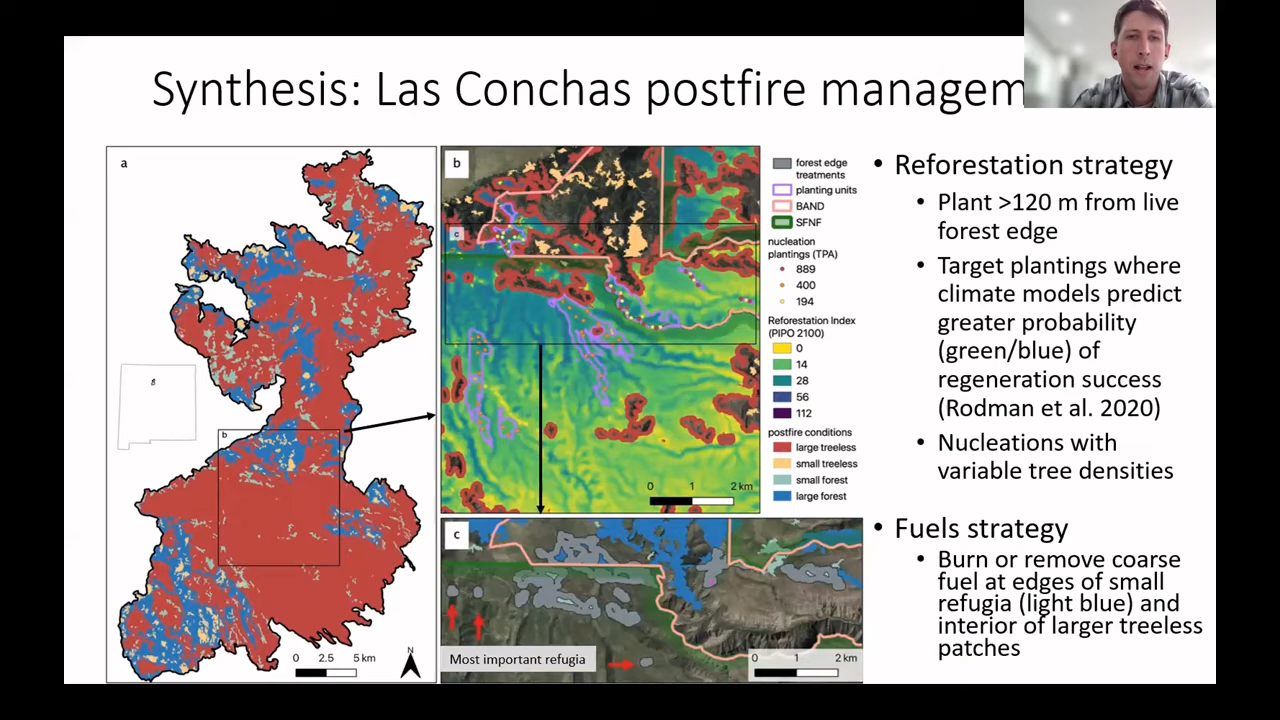 Synthesis: Las Conchas postfire managem
a
b
0 2.5 5 km
N
b
c
0 1 2 km
c
Most important refugia
0 1 2 km
forest edge
treatments
planting units
BAND
SFNF
nucleation
plantings (TPA)
889
400
194
Reforestation Index
(PIPO 2100)
0
14
28
56
112
postfire conditions
large treeless
small treeless
small forest
large forest
• Reforestation strategy
• Plant >120 m from live
forest edge
• Target plantings where
climate models predict
greater probability
(green/blue) of
regeneration success
(Rodman et al. 2020)
• Nucleations with
variable tree densities
• Fuels strategy
• Burn or remove coarse
fuel at edges of small
refugia (light blue) and
interior of larger treeless
patches